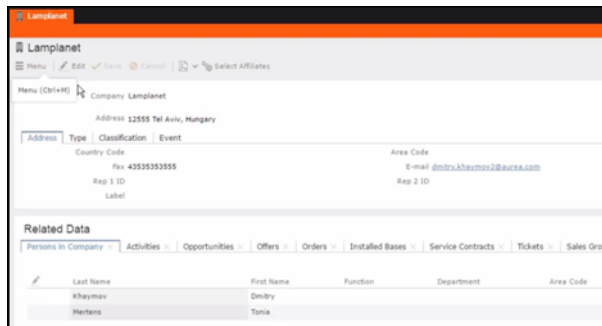 Lamplanet
Lamplanet
Menu Edit Save Cancel Select Affiliates
Menu (Ctrl+M)
Company Lamplanet
Address 12555 Tel Aviv, Hungary
Address Type Classification Event
Country Code Area Code
Fax 43535353555 E-mail dmitry.khaymov2@aurea.com
Rep 1 ID Rep 2 ID
Label
Related Data
Persons in Company Activities Opportunities Offers Orders Installed Bases Service Contracts Tickets Sales Gro
Last Name First Name Function Department Area Code
Khaymov Dmitry
Mertens Tonia